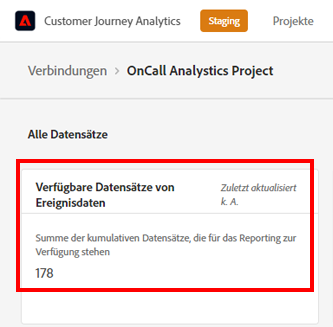 Customer Journey Analytics Staging Projekte
Verbindungen > OnCall Analystics Project
Alle Datensätze
Verfügbare Datensätze von Zuletzt aktualisiert
Ereignisdaten k. A.
Summe der kumulativen Datensätze, die für das Reporting zur
Verfügung stehen
178